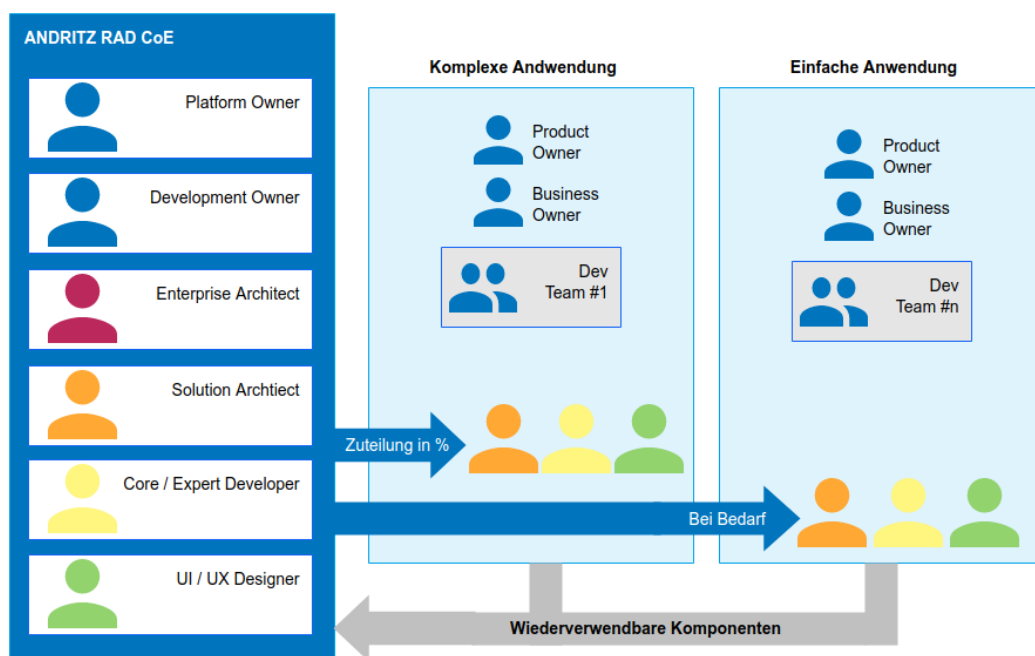 ANDRITZ RAD CoE
Platform Owner
Development Owner
Enterprise Architect
Solution Archtiect
Core / Expert Developer
UI / UX Designer
Komplexe Andwendung
Product
Owner
Business
Owner
Dev
Team #1
Zuteilung in %
Einfache Anwendung
Product
Owner
Business
Owner
Dev
Team #n
Bei Bedarf
Wiederverwendbare Komponenten